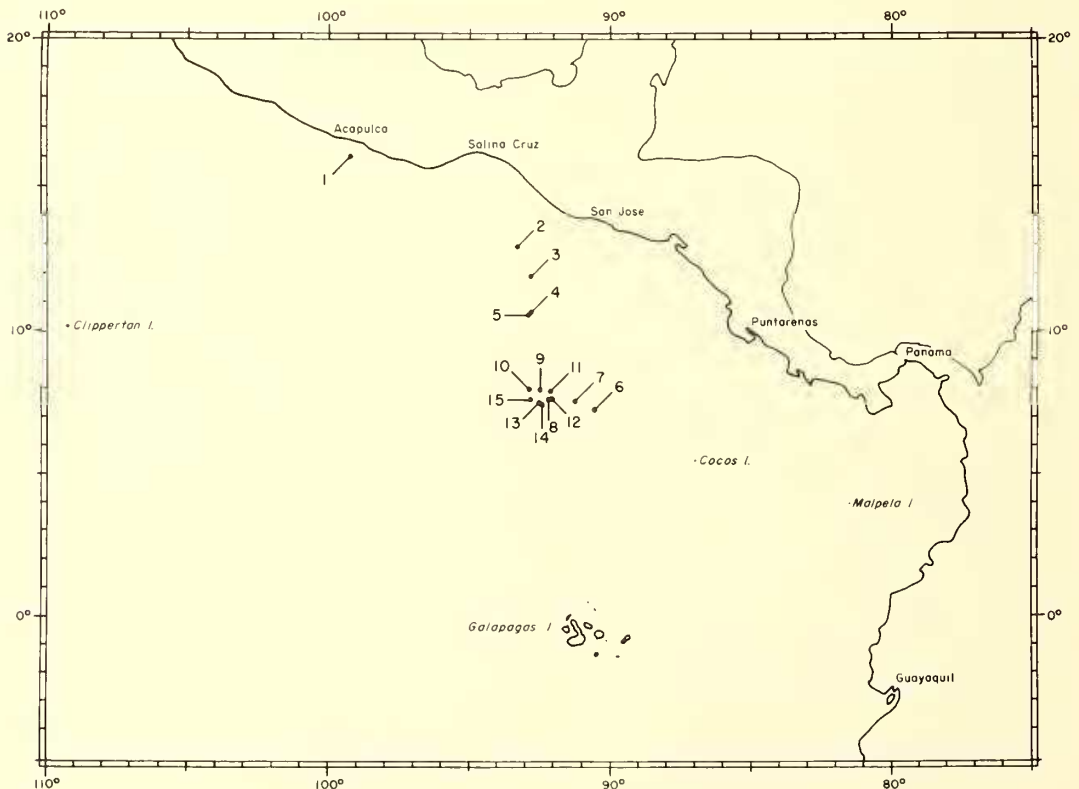 110° 100° 90° 80°
20° 20°
Acapulca
Salina Cruz
1
San Jose
2
3
4
5
10° Clippertan I. 10°
Puntarenas
Panama
10 9 11 7 6
15
13 8 12
14
Cocos I.
Malpela I
0° 0°
Galapagas I
Guayaquil
110° 100° 90° 80°